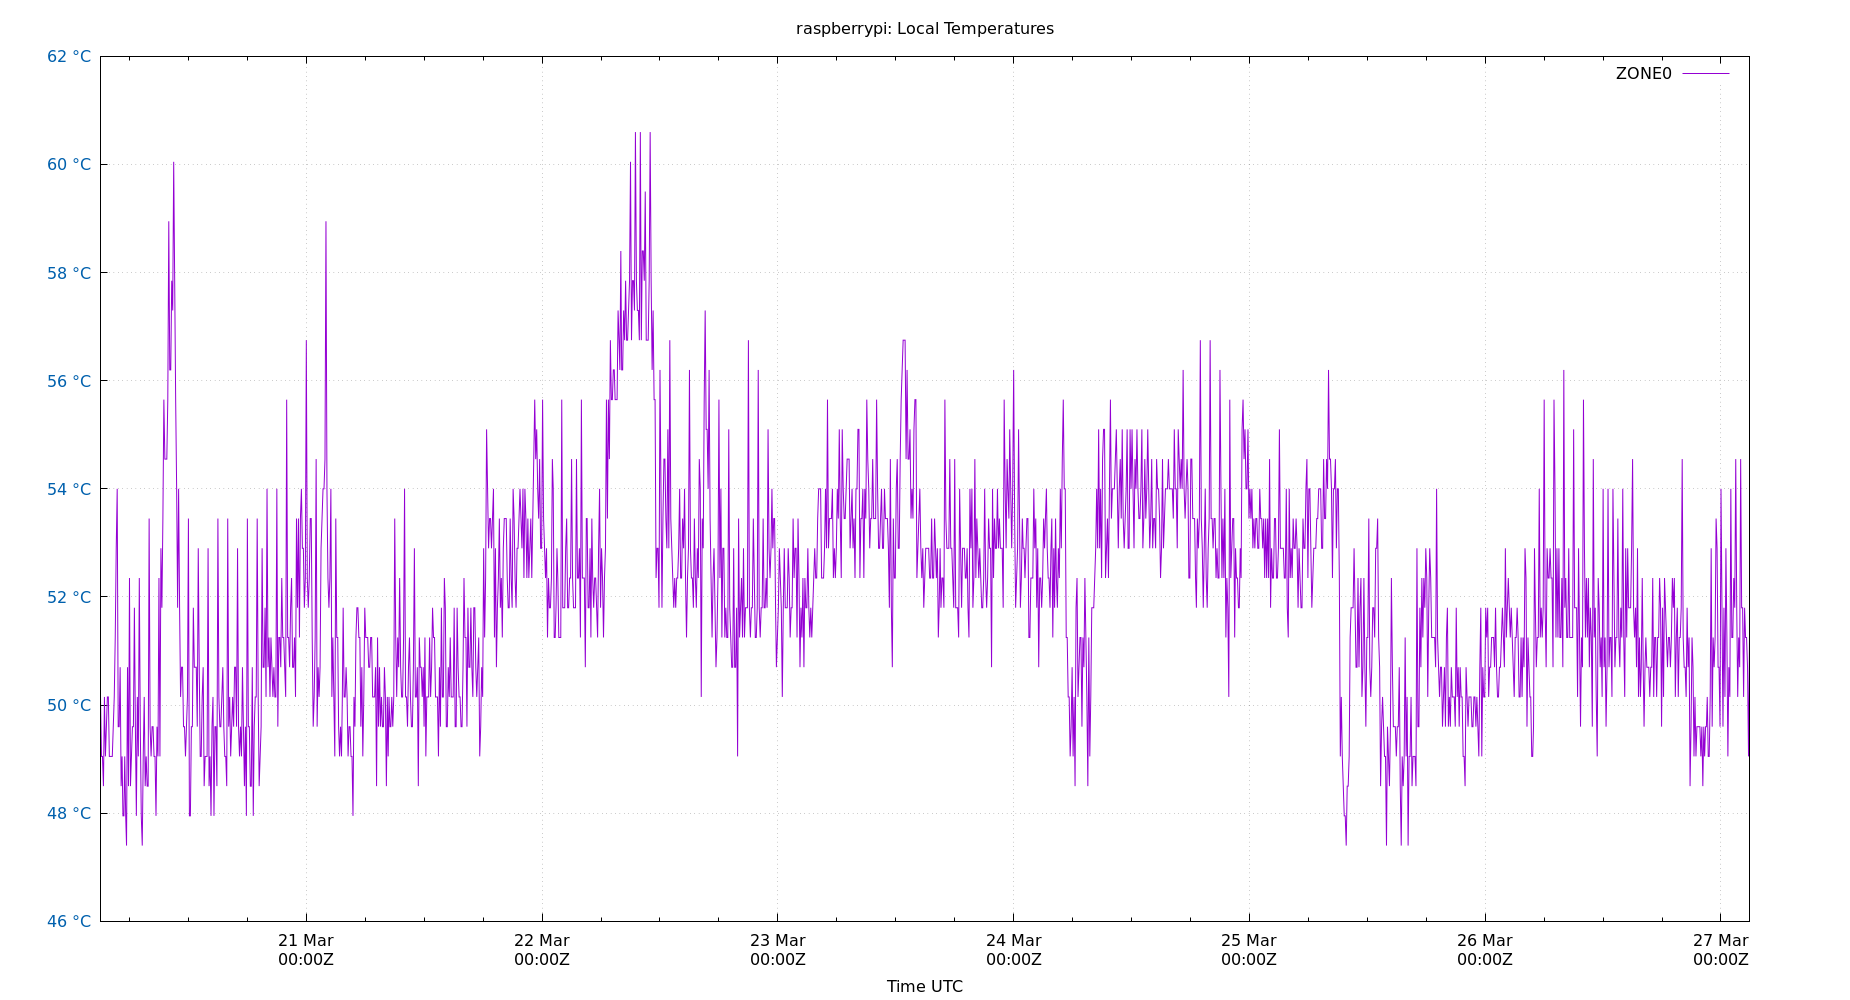 raspberrypi: Local Temperatures
62 °C
ZONE0
60 °C
58 °C
56 °C
54 °C
52 °C
50 °C
48 °C
46 °C
21 Mar 22 Mar 23 Mar 24 Mar 25 Mar 26 Mar 27 Mar
00:00Z 00:00Z 00:00Z 00:00Z 00:00Z 00:00Z 00:00Z
Time UTC